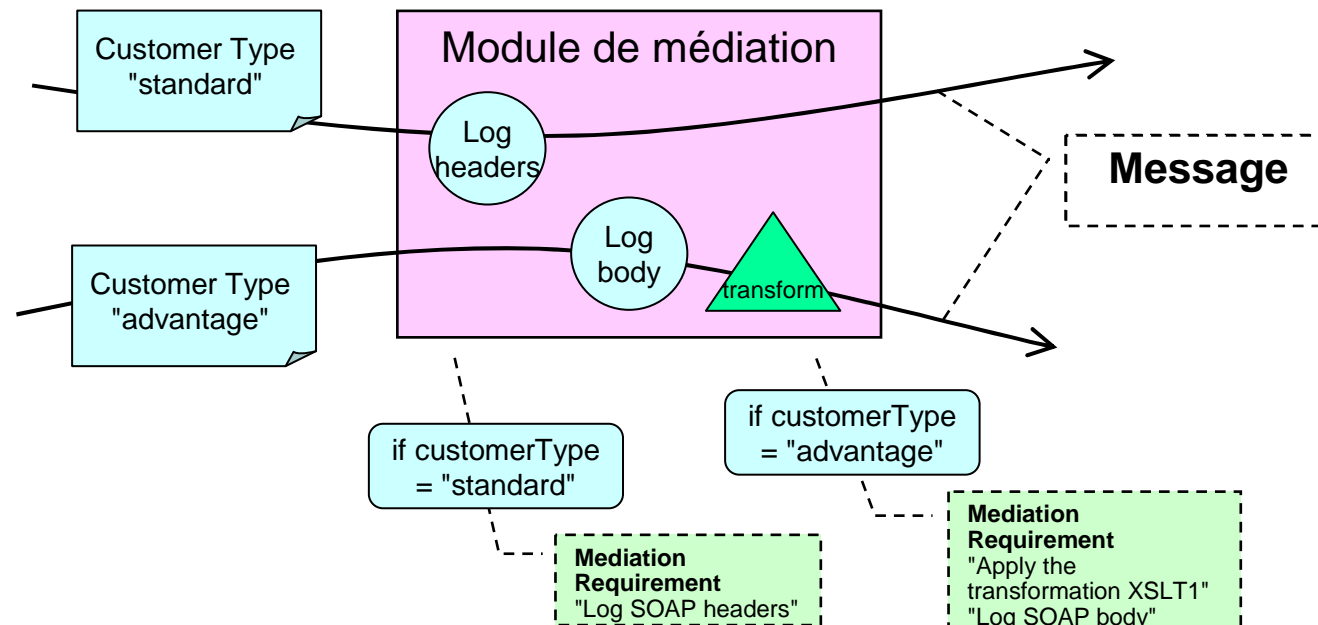 Customer Type
"standard"
Module de médiation
Log
headers
Message
Customer Type
"advantage"
Log
body
transform
if customerType
= "standard"
if customerType
= "advantage"
Mediation
Requirement
"Log SOAP headers"
Mediation
Requirement
"Apply the
transformation XSLT1"
"Log SOAP body"